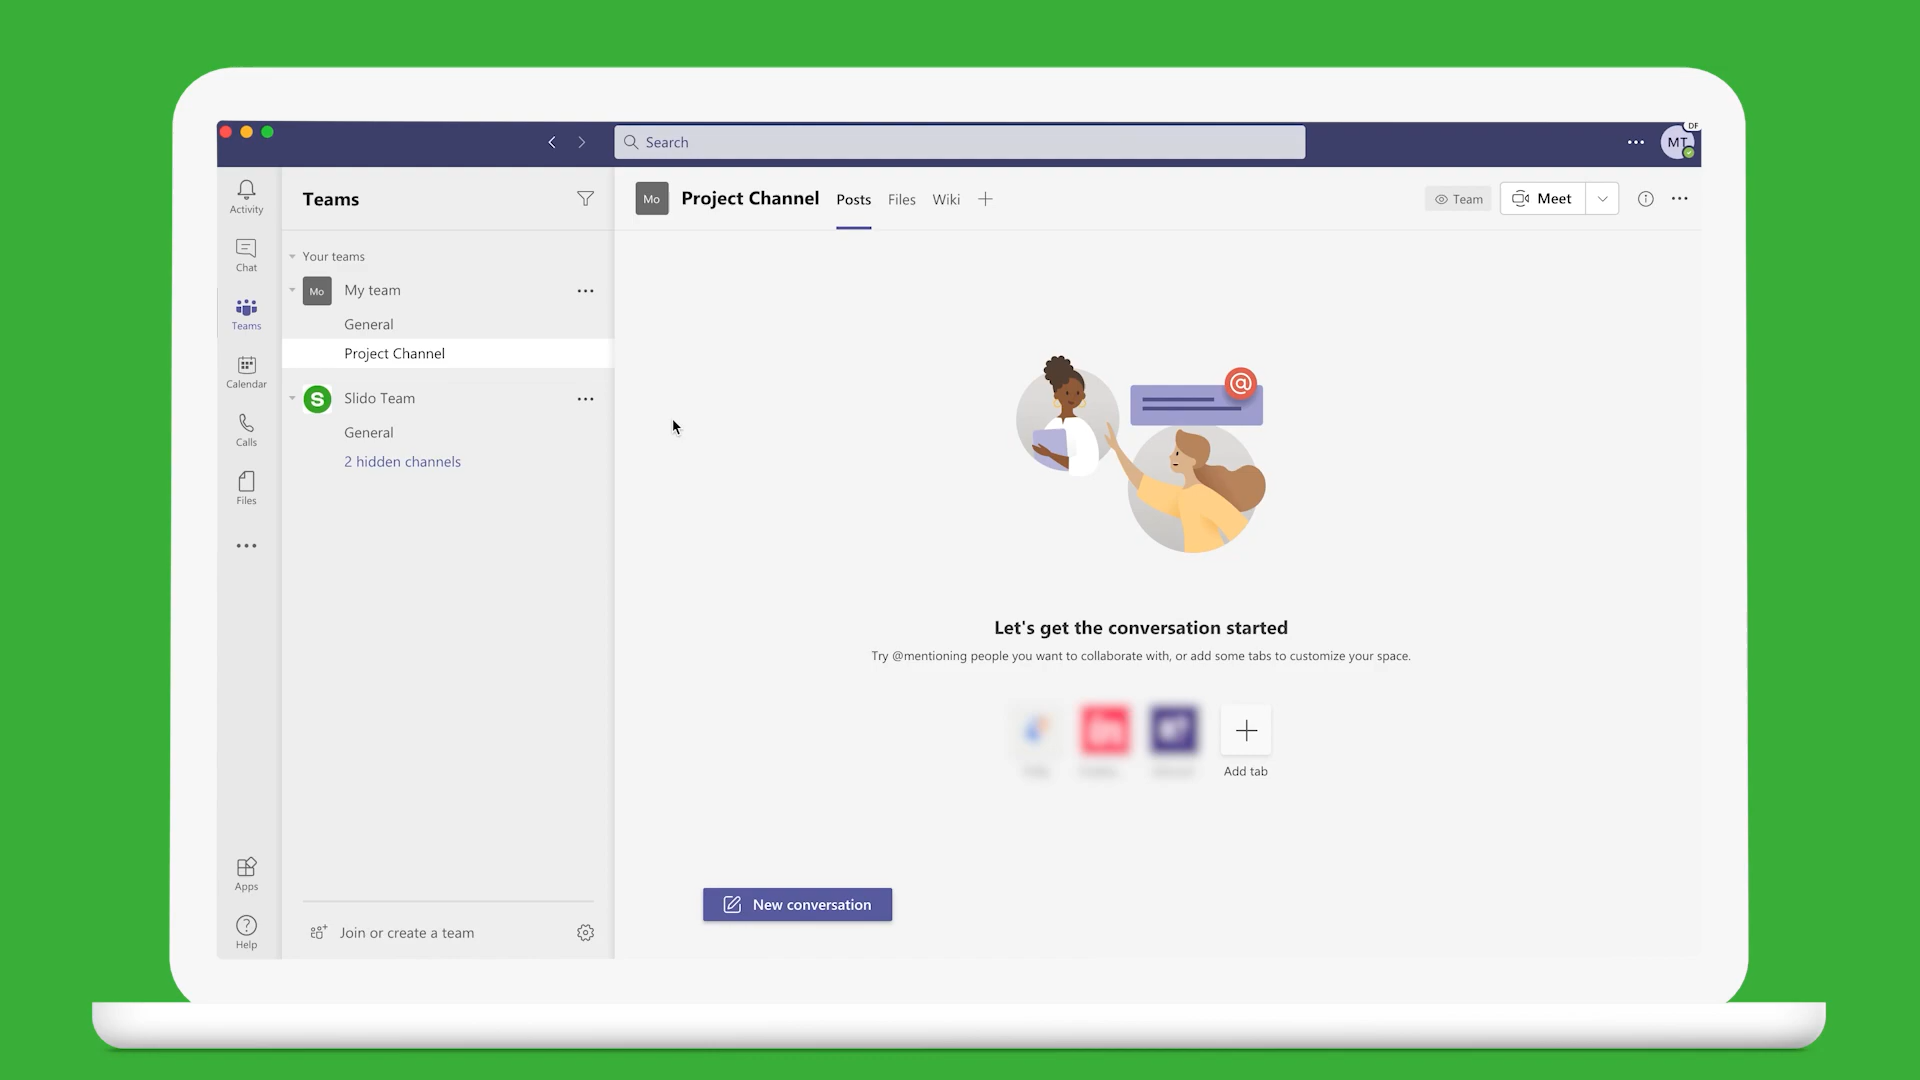 DF
Search
MT
Activity
Chat
Teams
Calendar
Calls
Files
Apps
Help
Teams
Your teams
Mo My team
General
Project Channel
S Slido Team
General
2 hidden channels
Join or create a team
Mo Project Channel Posts Files Wiki
Team Meet
Let's get the conversation started
Try @mentioning people you want to collaborate with, or add some tabs to customize your space.
Add tab
New conversation